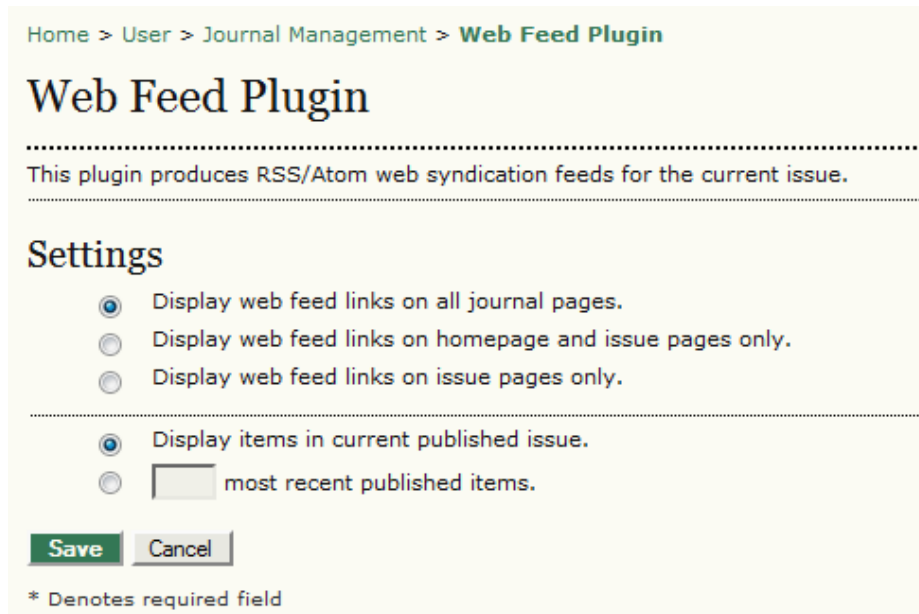 Home > User > Journal Management > Web Feed Plugin
Web Feed Plugin
This plugin produces RSS/Atom web syndication feeds for the current issue.
Settings
Display web feed links on all journal pages.
Display web feed links on homepage and issue pages only.
Display web feed links on issue pages only.
Display items in current published issue.
most recent published items.
Save Cancel
* Denotes required field